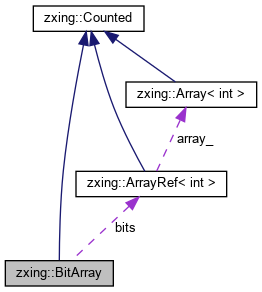 zxing::Counted
zxing::Array< int >
array_
zxing::ArrayRef< int >
bits
zxing::BitArray